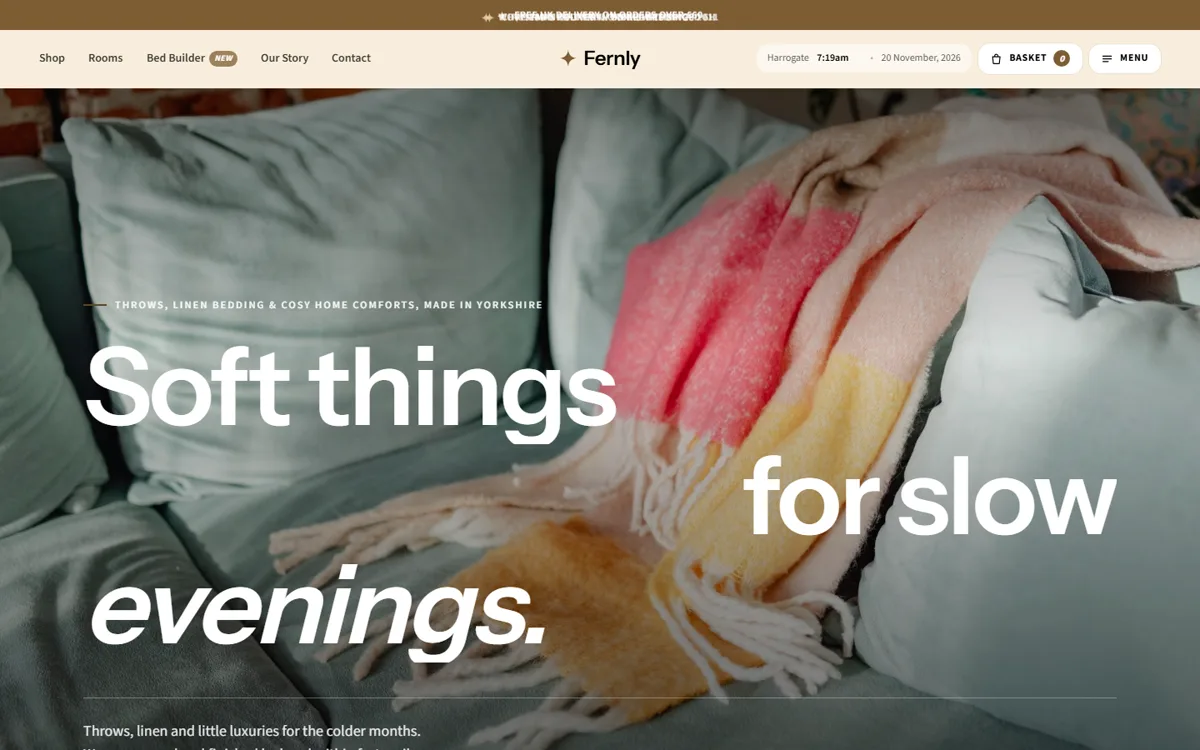 Shop Rooms Bed Builder NEW Our Story Contact
Fernly
Harrogate 7:19am • 20 November, 2026
BASKET 0
MENU
THROWS, LINEN BEDDING & COSY HOME COMFORTS, MADE IN YORKSHIRE
Soft things
for slow
evenings.
Throws, linen and little luxuries for the colder months.